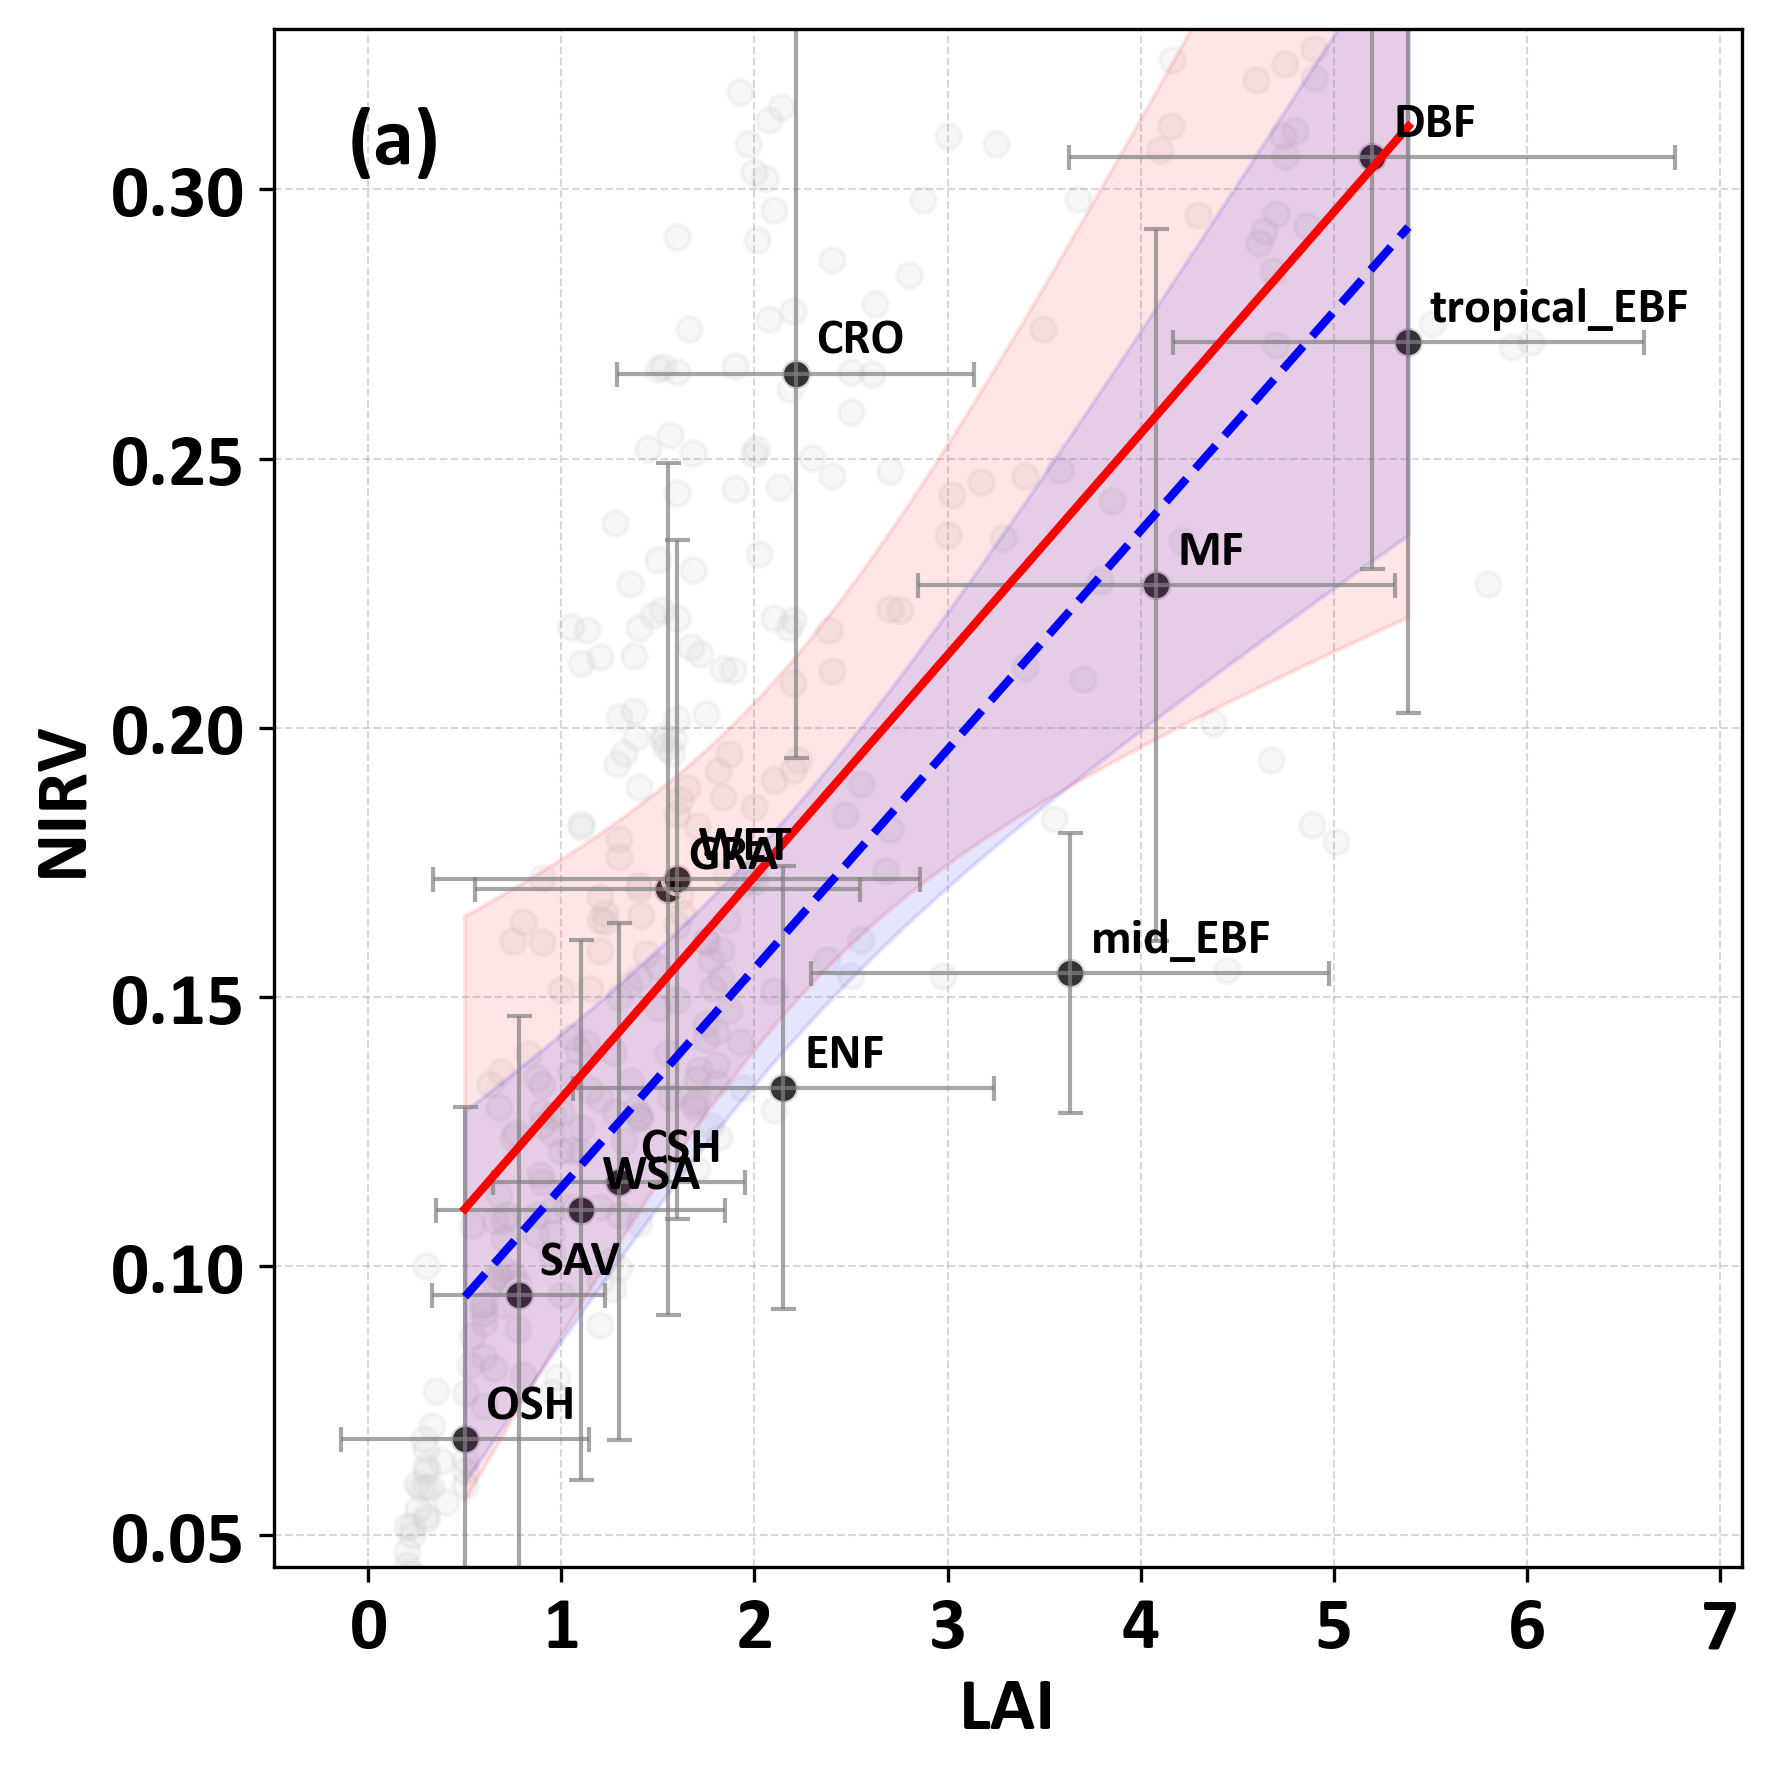 (a)
DBF
0.30
tropical_EBF
CRO
0.25
MF
0.20
NIRV
WET
GRA
mid_EBF
0.15
ENF
CSH
WSA
0.10
SAV
OSH
0.05
0 1 2 3 4 5 6 7
LAI